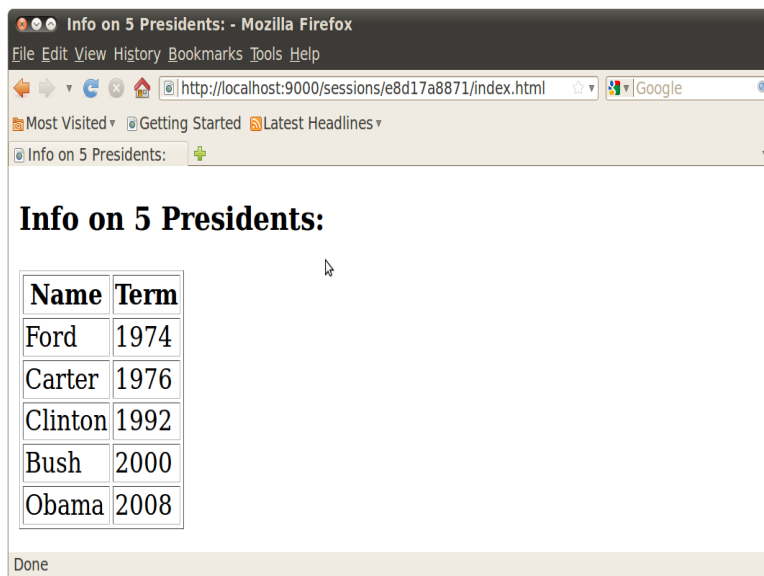 Info on 5 Presidents: - Mozilla Firefox
File Edit View History Bookmarks Tools Help
http://localhost:9000/sessions/e8d17a8871/index.html Google
Most Visited Getting Started Latest Headlines
Info on 5 Presidents:
Info on 5 Presidents:
Name Term
Ford 1974
Carter 1976
Clinton 1992
Bush 2000
Obama 2008
Done